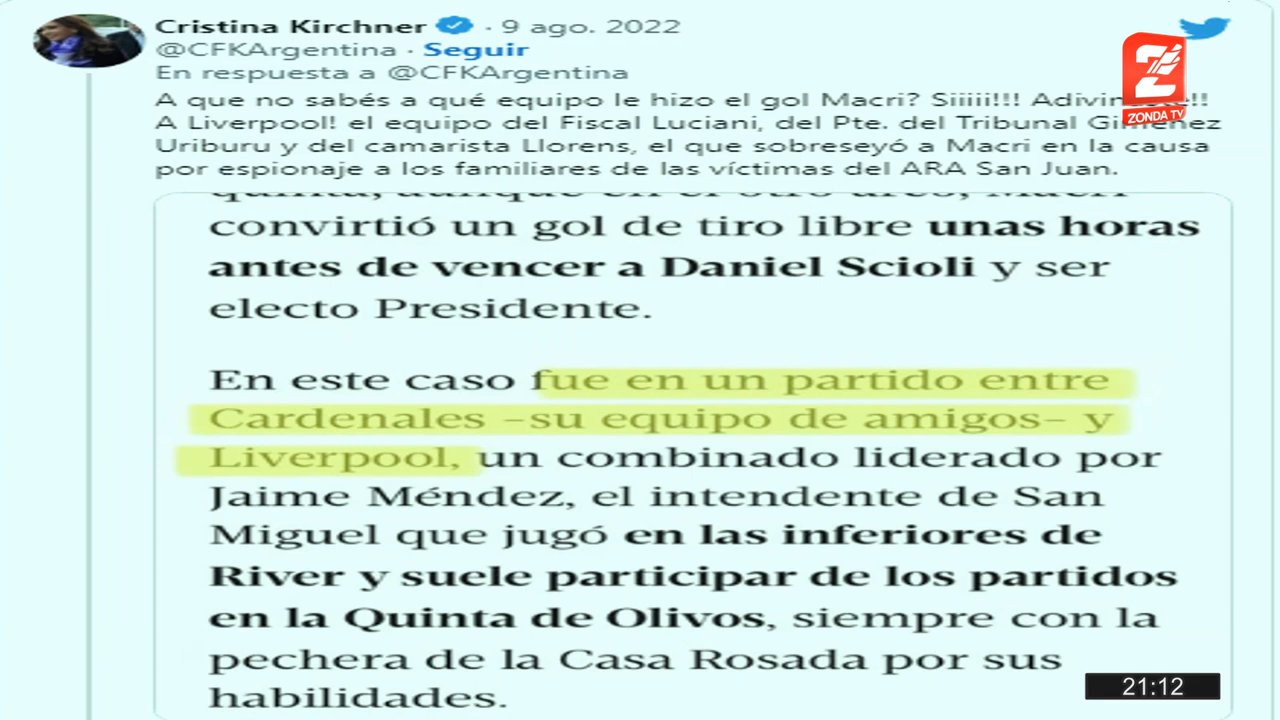 Cristina Kirchner · 9 ago. 2022
@CFKArgentina · Seguir
En respuesta a @CFKArgentina
A que no sabés a qué equipo le hizo el gol Macri? Siiiiii!!!
A Liverpool! el equipo del Fiscal Luciani, del Pte. del Tribunal Giménez
Uriburu y del camarista Llorens, el que sobreseyó a Macri en la causa
por espionaje a los familiares de las víctimas del ARA San Juan.
Z
ZONDA TV
convirtió un gol de tiro libre unas horas
antes de vencer a Daniel Scioli y ser
electo Presidente.
En este caso fue en un partido entre
Cardenales -su equipo de amigos- y
Liverpool, un combinado liderado por
Jaime Méndez, el intendente de San
Miguel que jugó en las inferiores de
River y suele participar de los partidos
en la Quinta de Olivos, siempre con la
pechera de la Casa Rosada por sus
habilidades.
21:12